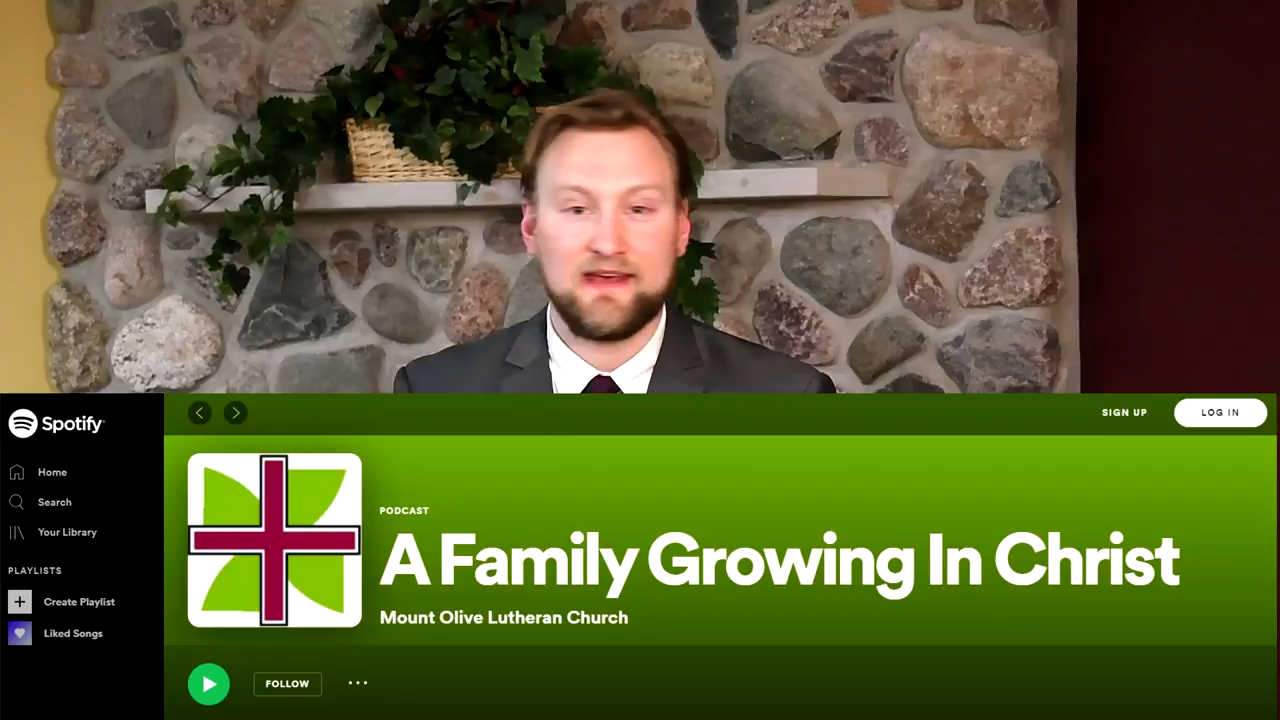 Spotify
SIGN UP
LOG IN
Home
Search
Your Library
PLAYLISTS
Create Playlist
Liked Songs
PODCAST
A Family Growing In Christ
Mount Olive Lutheran Church
FOLLOW